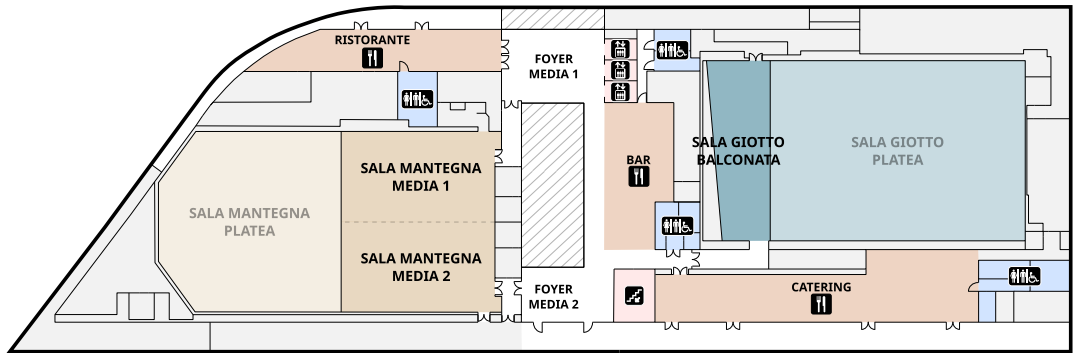 RISTORANTE
FOYER
MEDIA 1
SALA GIOTTO
BALCONATA
SALA GIOTTO
PLATEA
BAR
SALA MANTEGNA
MEDIA 1
SALA MANTEGNA
PLATEA
SALA MANTEGNA
MEDIA 2
FOYER
MEDIA 2
CATERING